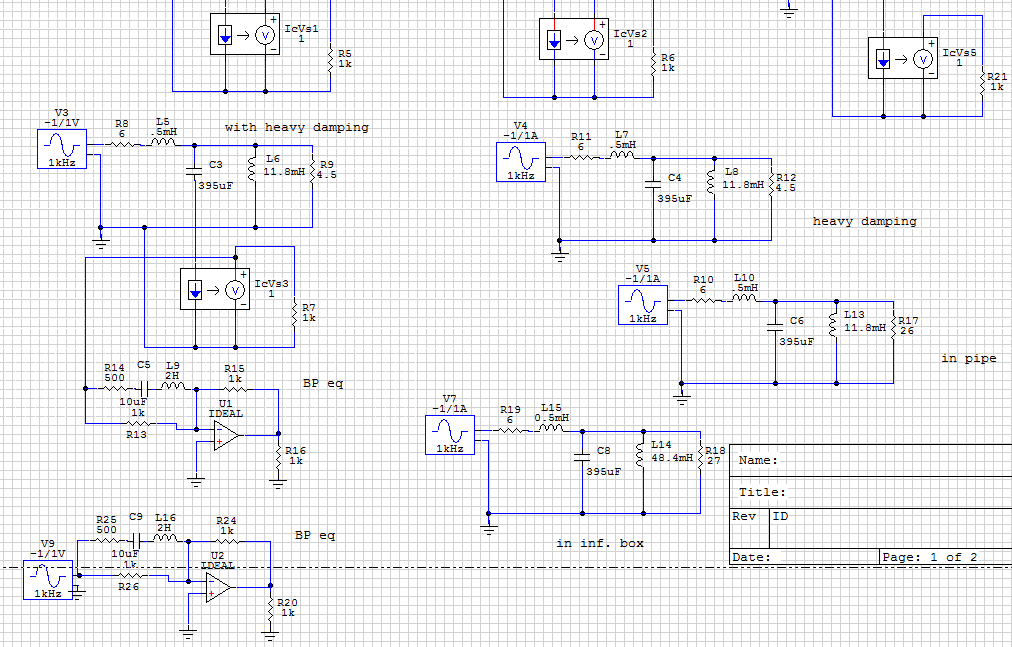 IcVs1
1
R5
1k
IcVs2
1
R6
1k
IcVs5
1
R21
1k
V3
-1/1V
1kHz
R8
6
L5
.5mH
with heavy damping
C3
395uF
L6
11.8mH
R9
4.5
V4
-1/1A
1kHz
R11
6
L7
.5mH
C4
395uF
L8
11.8mH
R12
4.5
heavy damping
IcVs3
1
R7
1k
V5
-1/1A
1kHz
R10
6
L10
.5mH
C6
395uF
L13
11.8mH
R17
26
in pipe
R14
500
C5
10uF
L9
2H
R15
1k
BP eq
1k
R13
U1
IDEAL
R16
1k
V7
-1/1A
1kHz
R19
6
L15
0.5mH
C8
395uF
L14
48.4mH
R18
27
in inf. box
R25
500
C9
10uF
L16
2H
R24
1k
BP eq
V9
-1/1V
1kHz
1k
R26
U2
IDEAL
R20
1k
Name:
Title:
Rev
ID
Date:
Page: 1 of 2